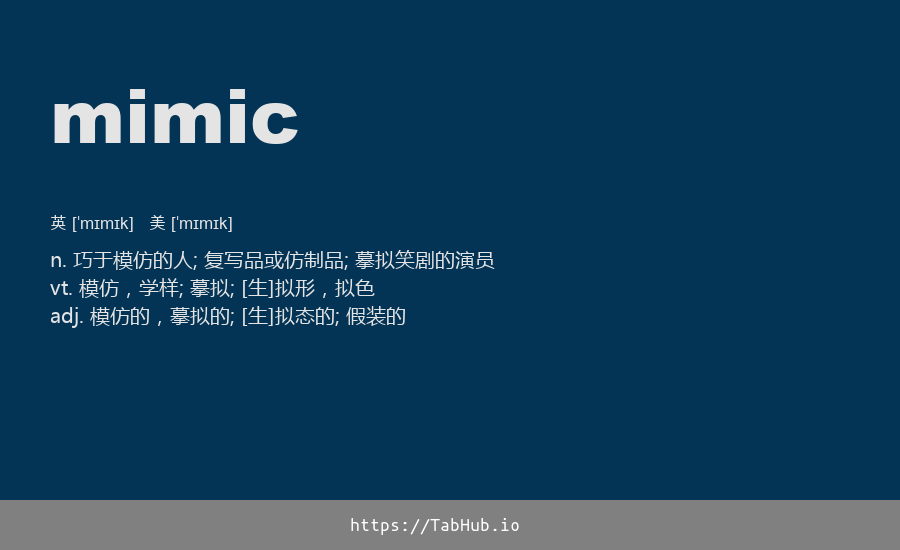 mimic
英 [ˈmɪmɪk] 美 [ˈmɪmɪk]
n. 巧于模仿的人; 复写品或仿制品; 摹拟笑剧的演员
vt. 模仿，学样; 摹拟; [生]拟形，拟色
adj. 模仿的，摹拟的; [生]拟态的; 假装的
https://TabHub.io